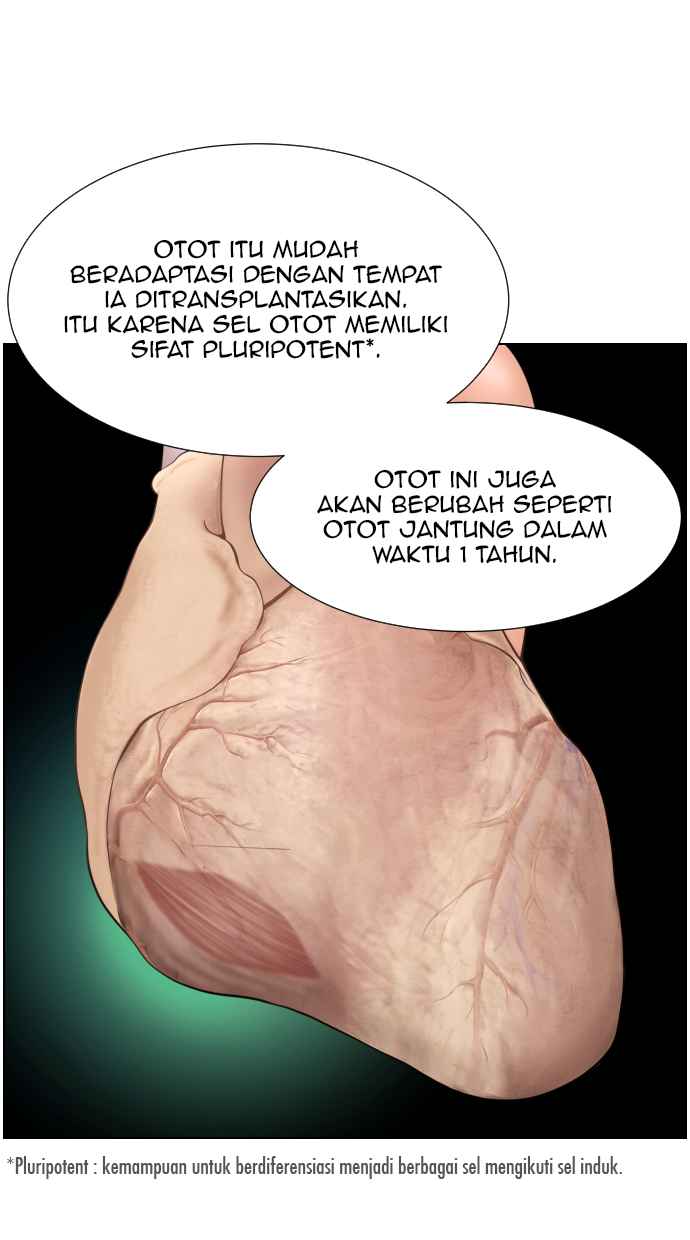 OTOT ITU MUDAH
BERADAPTASI DENGAN TEMPAT
IA DITRANSPLANTASIKAN.
ITU KARENA SEL OTOT MEMILIKI
SIFAT PLURIPOTENT*.
OTOT INI JUGA
AKAN BERUBAH SEPERTI
OTOT JANTUNG DALAM
WAKTU 1 TAHUN.
*Pluripotent : kemampuan untuk berdiferensiasi menjadi berbagai sel mengikuti sel induk.